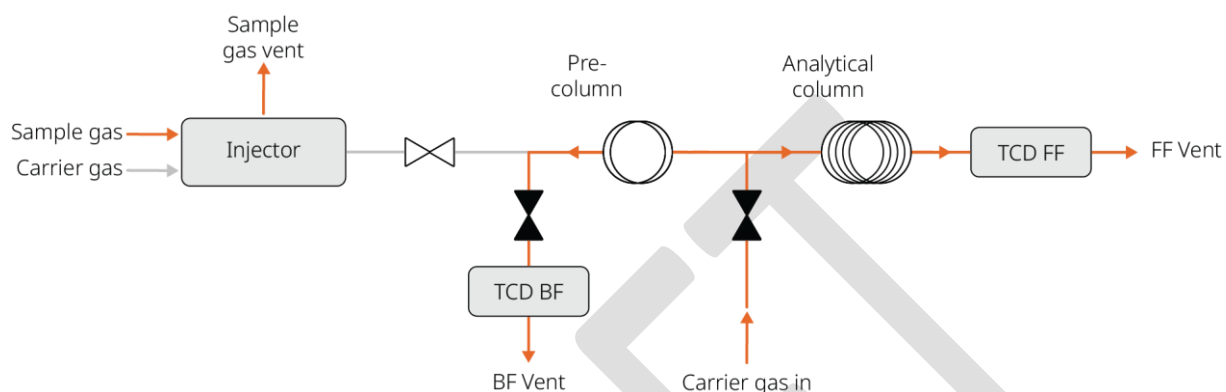 Sample
gas vent
Pre-
column
Analytical
column
Sample gas
Carrier gas
Injector
TCD FF
FF Vent
TCD BF
BF Vent
Carrier gas in